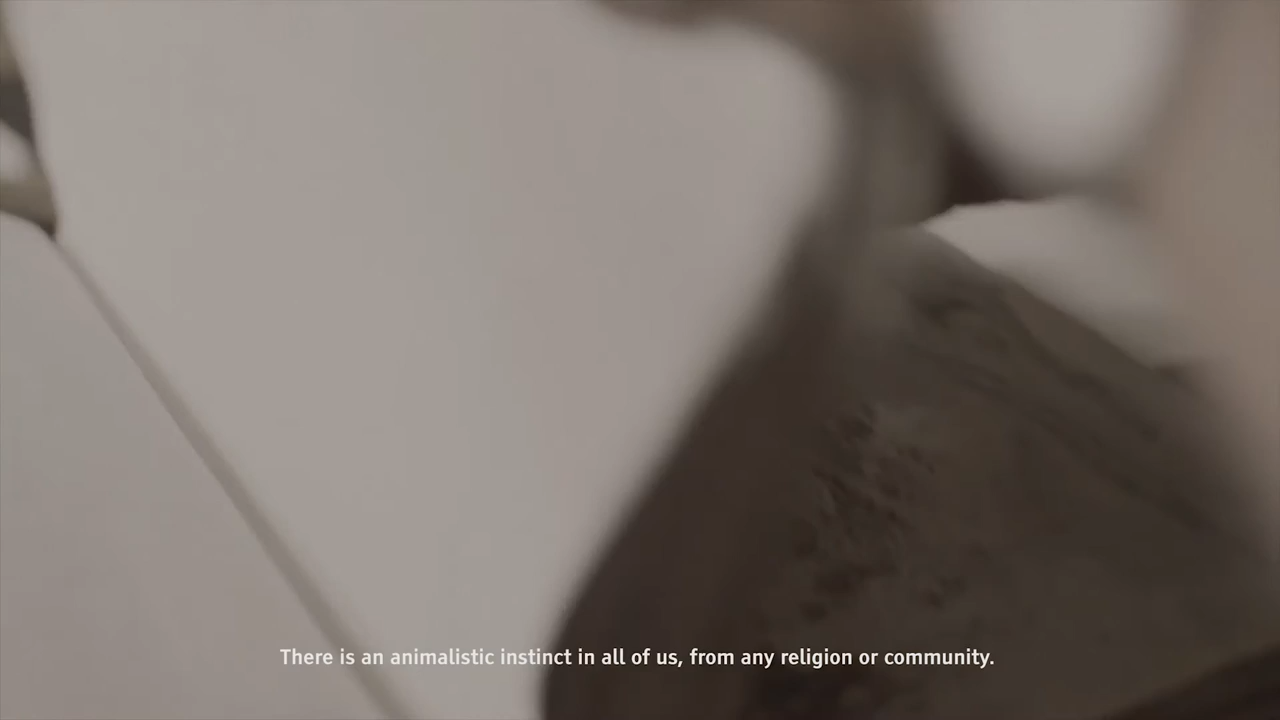 There is an animalistic instinct in all of us, from any religion or community.